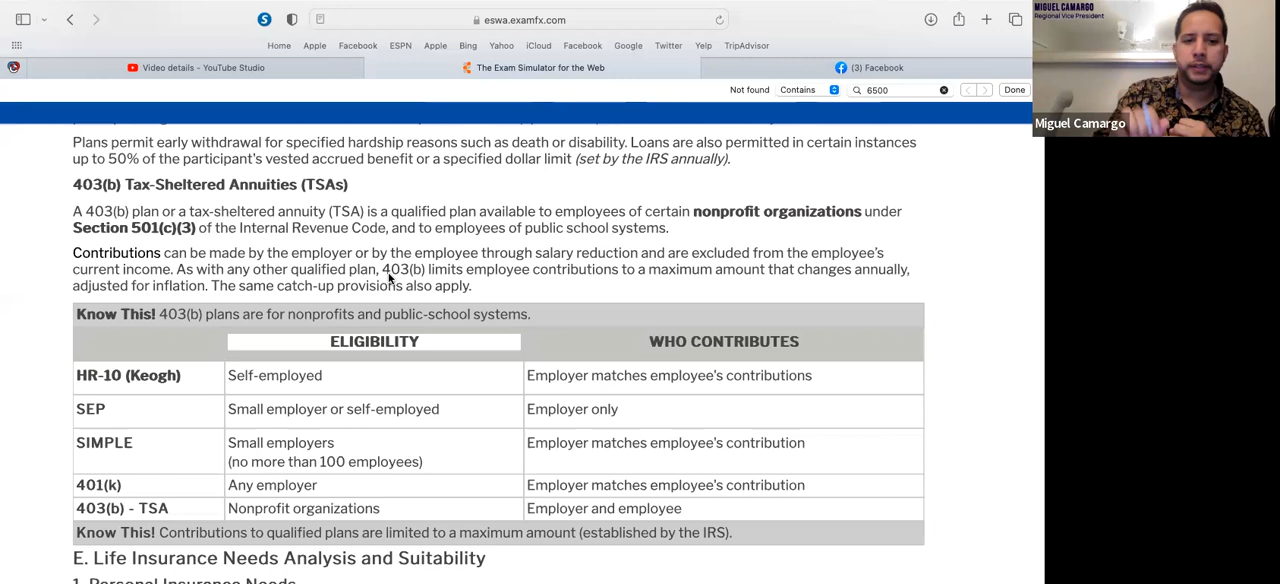 eswa.examfx.com
Home Apple Facebook ESPN Apple Bing Yahoo iCloud Facebook Google Twitter Yelp TripAdvisor
Video details - YouTube Studio The Exam Simulator for the Web (3) Facebook
Not found Contains 6500 Done
Plans permit early withdrawal for specified hardship reasons such as death or disability. Loans are also permitted in certain instances
up to 50% of the participant's vested accrued benefit or a specified dollar limit (set by the IRS annually).
403(b) Tax-Sheltered Annuities (TSAs)
A 403(b) plan or a tax-sheltered annuity (TSA) is a qualified plan available to employees of certain nonprofit organizations under
Section 501(c)(3) of the Internal Revenue Code, and to employees of public school systems.
Contributions can be made by the employer or by the employee through salary reduction and are excluded from the employee's
current income. As with any other qualified plan, 403(b) limits employee contributions to a maximum amount that changes annually,
adjusted for inflation. The same catch-up provisions also apply.
Know This! 403(b) plans are for nonprofits and public-school systems.
ELIGIBILITY WHO CONTRIBUTES
HR-10 (Keogh) Self-employed Employer matches employee's contributions
SEP Small employer or self-employed Employer only
SIMPLE Small employers Employer matches employee's contribution
(no more than 100 employees)
401(k) Any employer Employer matches employee's contribution
403(b) - TSA Nonprofit organizations Employer and employee
Know This! Contributions to qualified plans are limited to a maximum amount (established by the IRS).
E. Life Insurance Needs Analysis and Suitability
1. Personal Insurance Needs
MIGUEL CAMARGO
Regional Vice President
Miguel Camargo